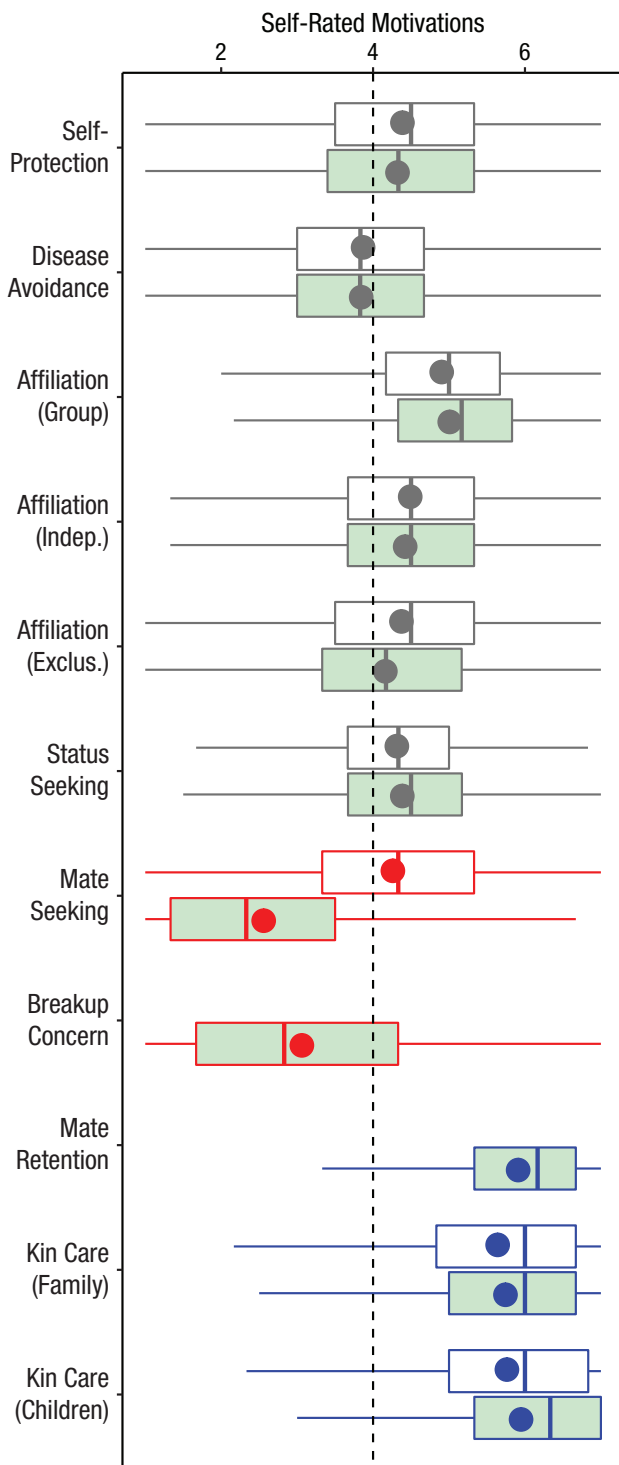 Self-Rated Motivations
2 4 6
Self-
Protection
Disease
Avoidance
Affiliation
(Group)
Affiliation
(Indep.)
Affiliation
(Exclus.)
Status
Seeking
Mate
Seeking
Breakup
Concern
Mate
Retention
Kin Care
(Family)
Kin Care
(Children)